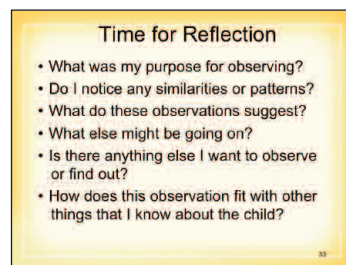 Time for Reflection
• What was my purpose for observing?
• Do I notice any similarities or patterns?
• What do these observations suggest?
• What else might be going on?
• Is there anything else I want to observe
or find out?
• How does this observation fit with other
things that I know about the child?
33